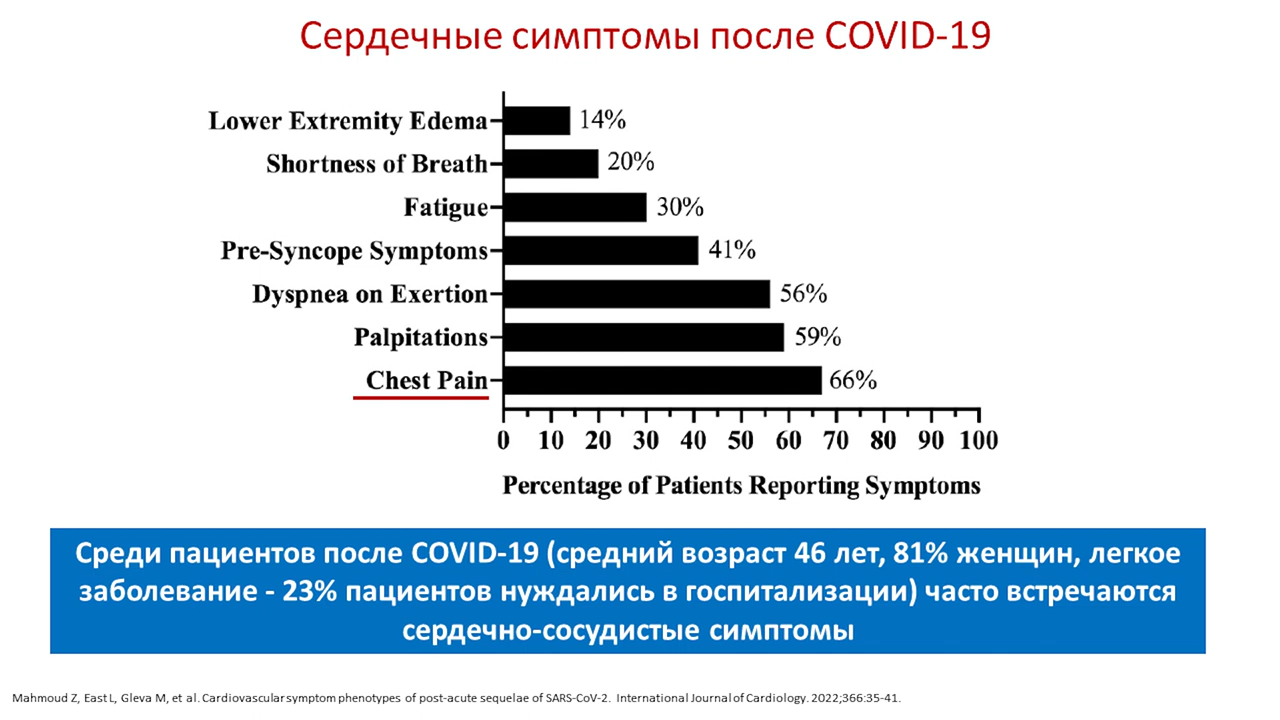 Сердечные симптомы после COVID-19
Lower Extremity Edema 14%
Shortness of Breath 20%
Fatigue 30%
Pre-Syncope Symptoms 41%
Dyspnea on Exertion 56%
Palpitations 59%
Chest Pain 66%
0 10 20 30 40 50 60 70 80 90 100
Percentage of Patients Reporting Symptoms
Среди пациентов после COVID-19 (средний возраст 46 лет, 81% женщин, легкое
заболевание - 23% пациентов нуждались в госпитализации) часто встречаются
сердечно-сосудистые симптомы
Mahmoud Z, East L, Gleva M, et al. Cardiovascular symptom phenotypes of post-acute sequelae of SARS-CoV-2. International Journal of Cardiology. 2022;366:35-41.